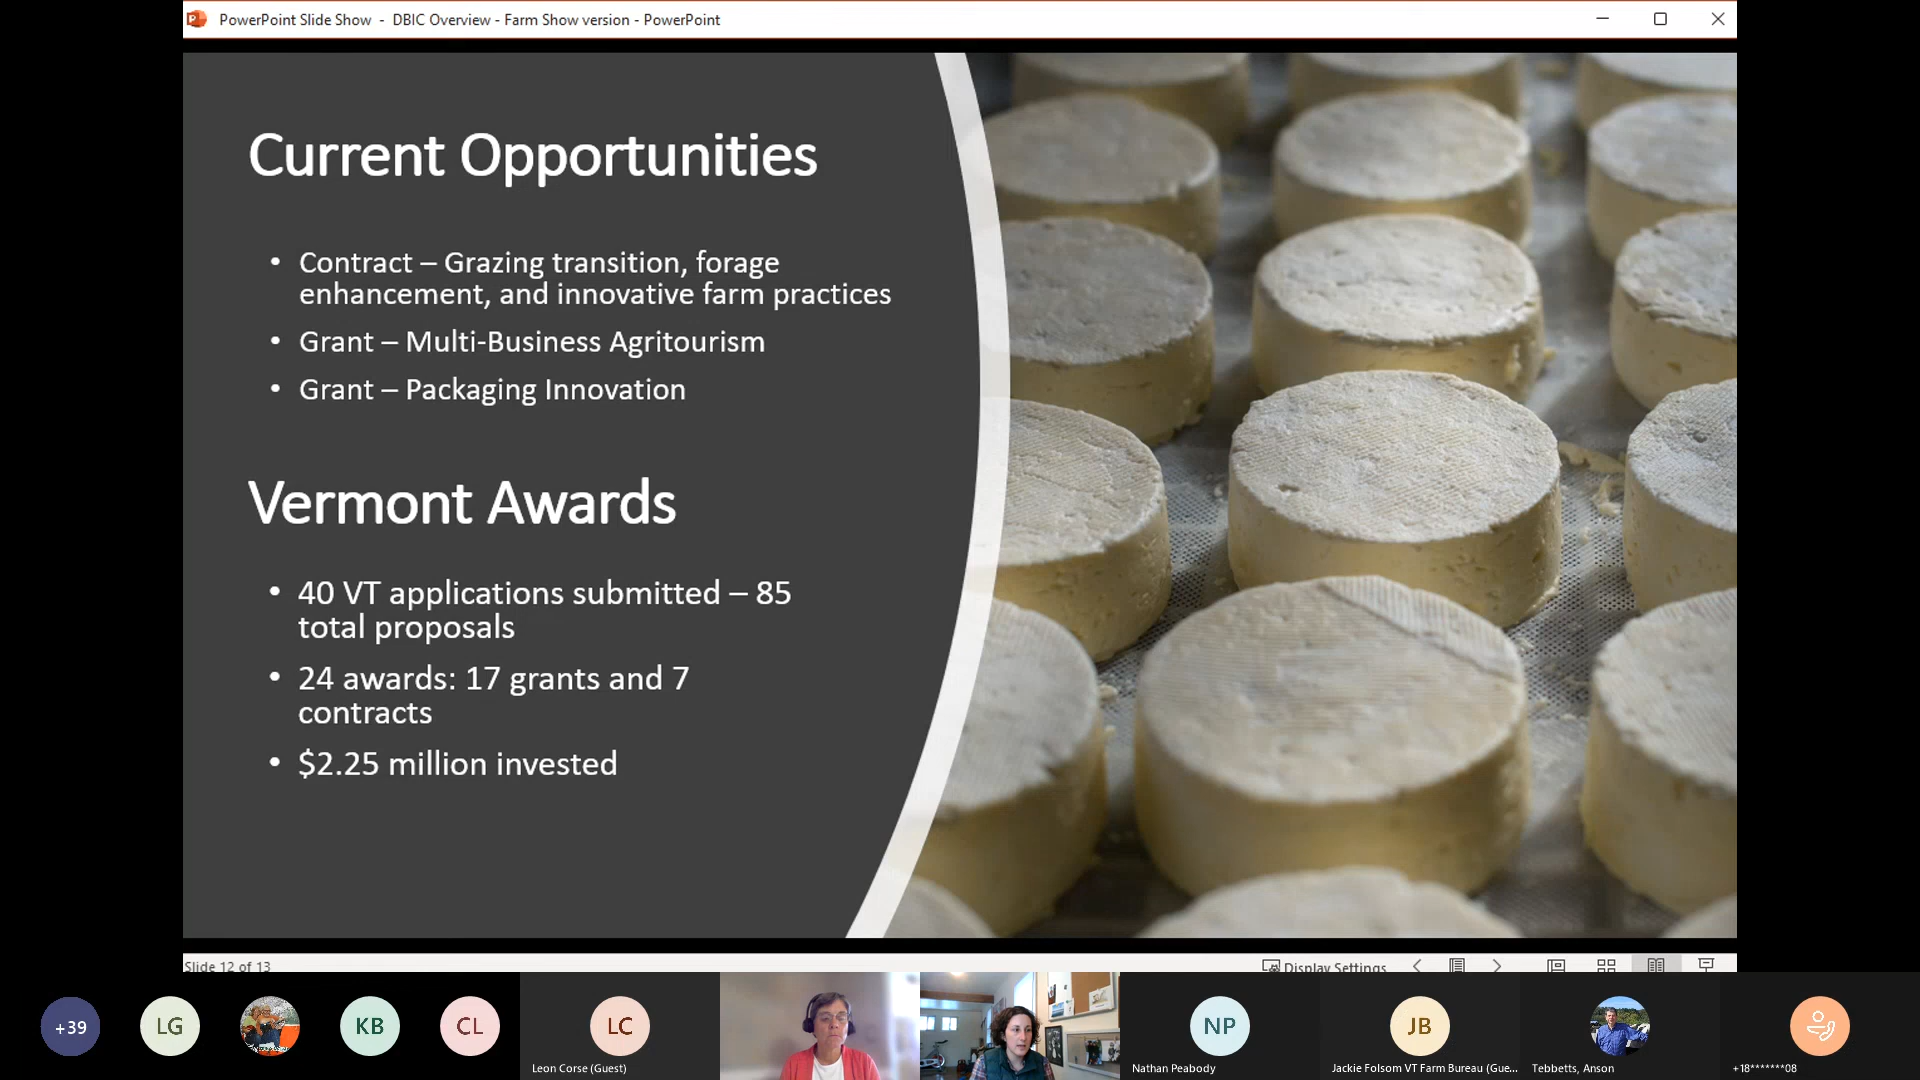 PowerPoint Slide Show - DBIC Overview - Farm Show version - PowerPoint
Current Opportunities
• Contract – Grazing transition, forage
enhancement, and innovative farm practices
• Grant – Multi-Business Agritourism
• Grant – Packaging Innovation
Vermont Awards
• 40 VT applications submitted – 85
total proposals
• 24 awards: 17 grants and 7
contracts
• $2.25 million invested
Slide 12 of 13
Display Settings
+39
LG
KB
CL
LC
NP
JB
Leon Corse (Guest)
Nathan Peabody
Jackie Folsom VT Farm Bureau (Gue...
Tebbetts, Anson
+18*******08